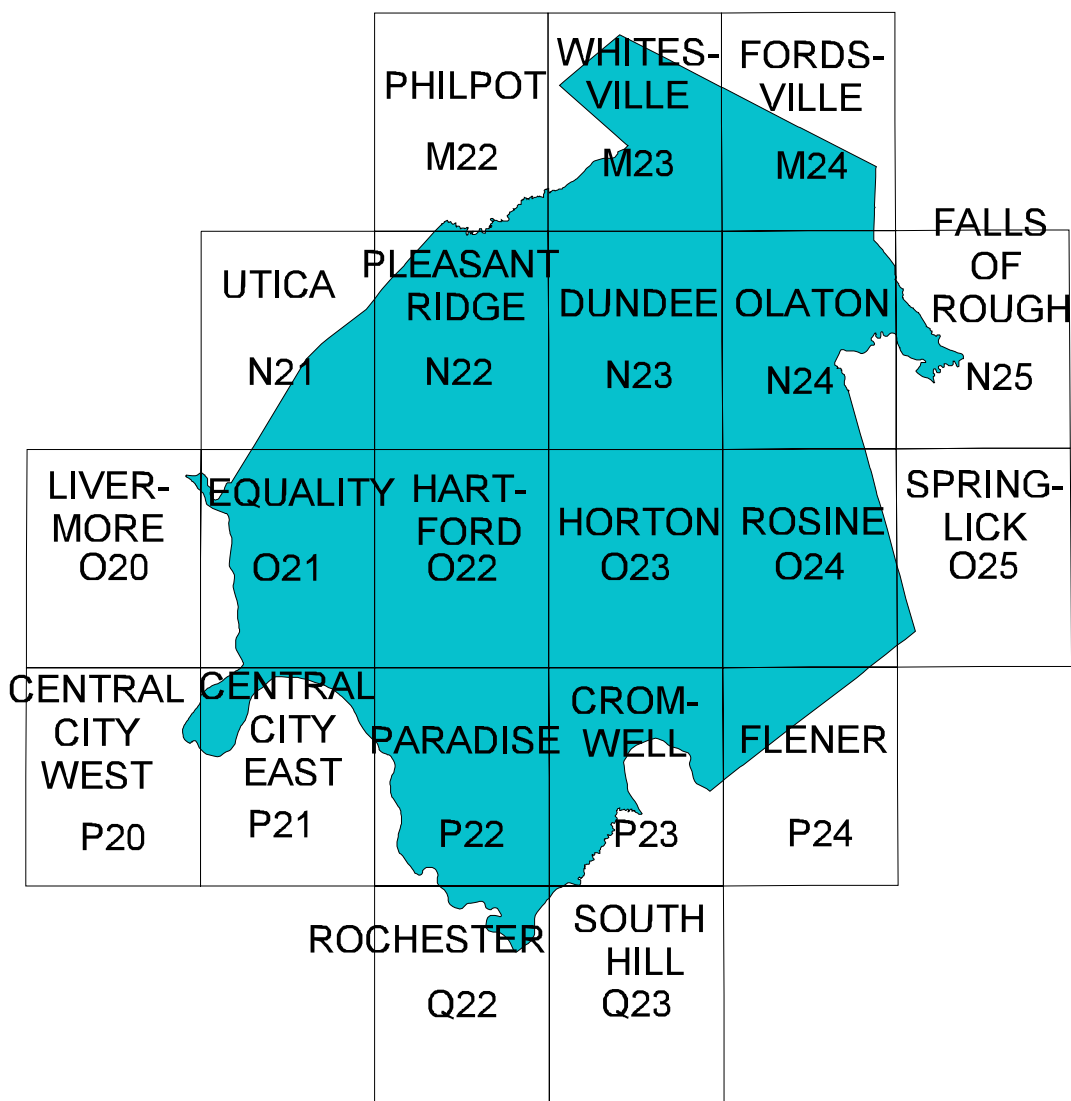 PHILPOT
M22
WHITES-
VILLE
M23
FORDS-
VILLE
M24
UTICA
N21
PLEASANT
RIDGE
N22
DUNDEE
N23
OLATON
N24
FALLS
OF
ROUGH
N25
LIVER-
MORE
O20
EQUALITY
O21
HART-
FORD
O22
HORTON
O23
ROSINE
O24
SPRING-
LICK
O25
CENTRAL
CITY
WEST
P20
CENTRAL
CITY
EAST
P21
PARADISE
P22
CROM-
WELL
P23
FLENER
P24
ROCHESTER
Q22
SOUTH
HILL
Q23